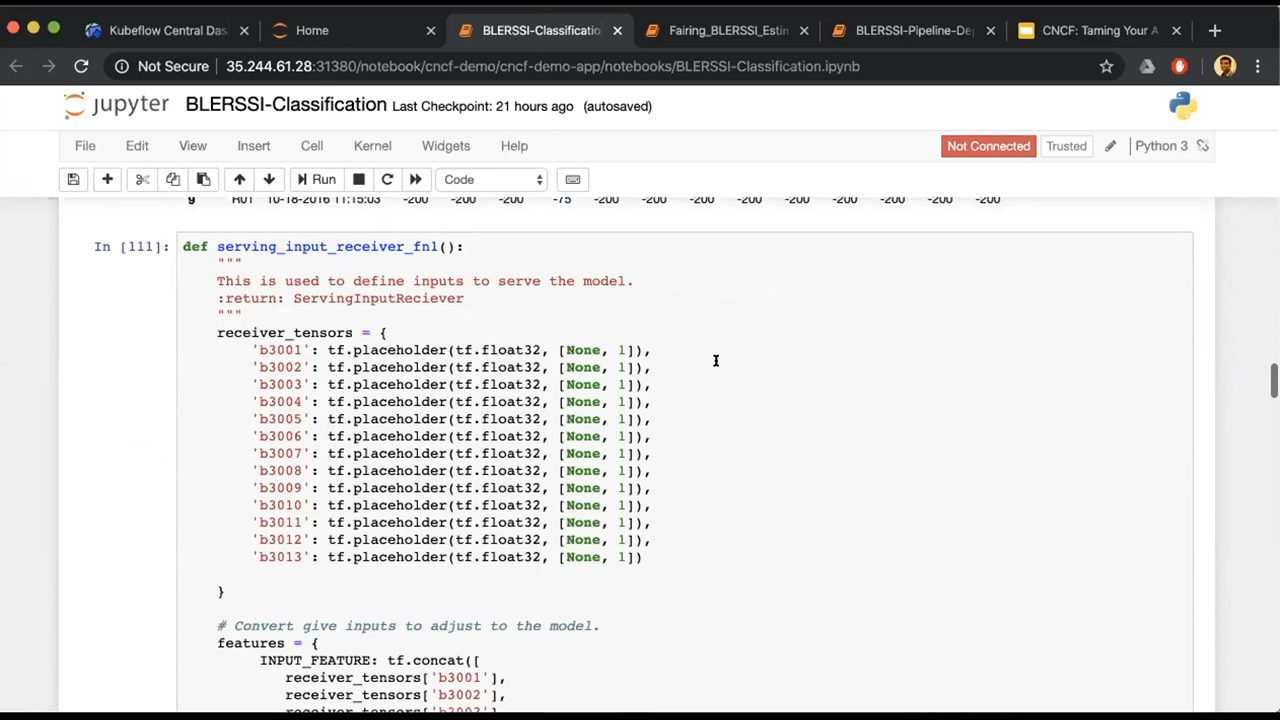 Kubeflow Central Das
Home
BLERSSI-Classificatio
Fairing_BLERSSI_Estin
BLERSSI-Pipeline-De
CNCF: Taming Your A
Not Secure 35.244.61.28:31380/notebook/cncf-demo/cncf-demo-app/notebooks/BLERSSI-Classification.ipynb
jupyter BLERSSI-Classification Last Checkpoint: 21 hours ago (autosaved)
File Edit View Insert Cell Kernel Widgets Help Not Connected Trusted Python 3
Run Code
9 R01 10-18-2016 11:15:03 -200 -200 -200 -75 -200 -200 -200 -200 -200 -200 -200 -200 -200
In [111]: def serving_input_receiver_fn1():
"""
This is used to define inputs to serve the model.
:return: ServingInputReciever
"""
receiver_tensors = {
'b3001': tf.placeholder(tf.float32, [None, 1]),
'b3002': tf.placeholder(tf.float32, [None, 1]),
'b3003': tf.placeholder(tf.float32, [None, 1]),
'b3004': tf.placeholder(tf.float32, [None, 1]),
'b3005': tf.placeholder(tf.float32, [None, 1]),
'b3006': tf.placeholder(tf.float32, [None, 1]),
'b3007': tf.placeholder(tf.float32, [None, 1]),
'b3008': tf.placeholder(tf.float32, [None, 1]),
'b3009': tf.placeholder(tf.float32, [None, 1]),
'b3010': tf.placeholder(tf.float32, [None, 1]),
'b3011': tf.placeholder(tf.float32, [None, 1]),
'b3012': tf.placeholder(tf.float32, [None, 1]),
'b3013': tf.placeholder(tf.float32, [None, 1])
}
# Convert give inputs to adjust to the model.
features = {
INPUT_FEATURE: tf.concat([
receiver_tensors['b3001'],
receiver_tensors['b3002'],